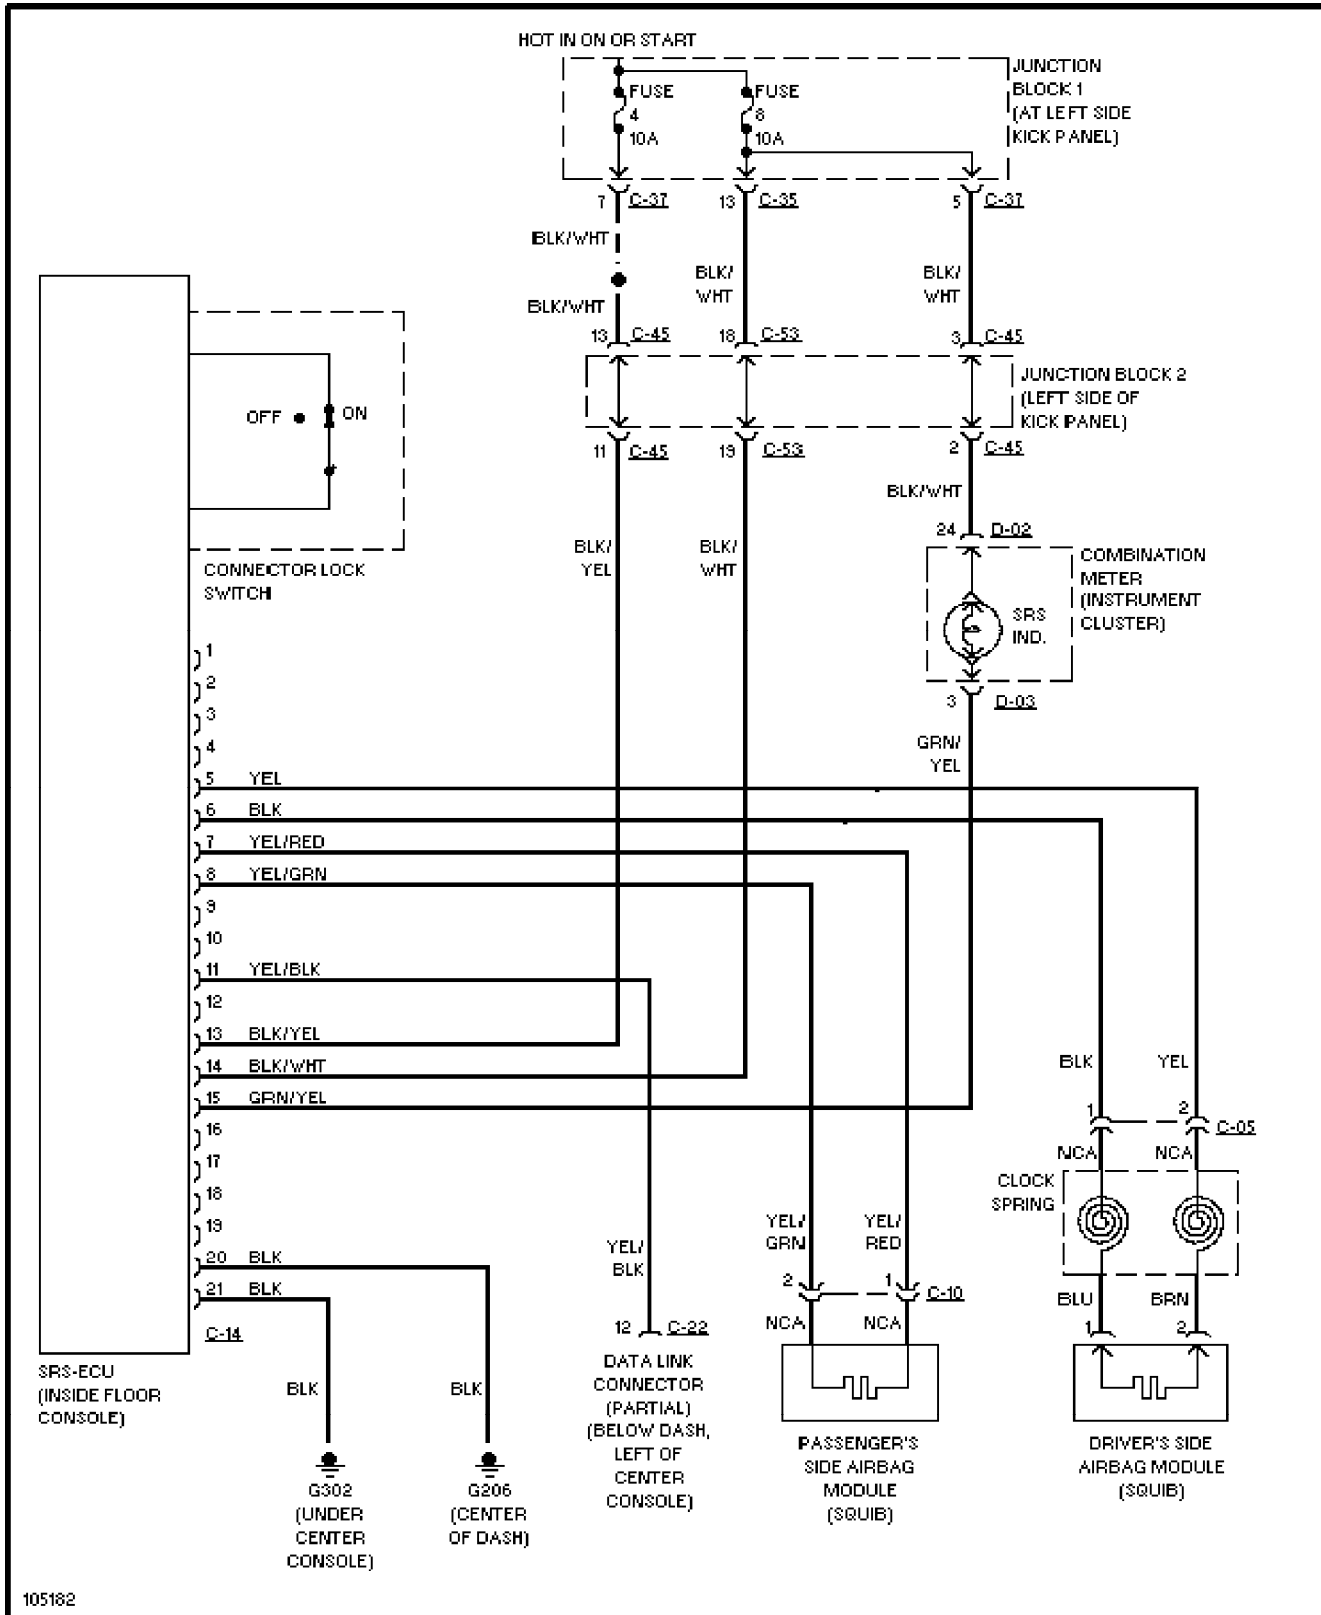 HOT IN ON OR START
JUNCTION
BLOCK 1
(AT LEFT SIDE
KICK PANEL)
FUSE
4
10A
FUSE
8
10A
7 C-37
13 C-35
5 C-37
BLK/WHT
BLK/
WHT
BLK/
WHT
BLK/WHT
13 C-45
18 C-53
3 C-45
JUNCTION BLOCK 2
(LEFT SIDE OF
KICK PANEL)
11 C-45
19 C-53
2 C-45
OFF
ON
CONNECTOR LOCK
SWITCH
BLK/WHT
24 D-02
BLK/
YEL
BLK/
WHT
COMBINATION
METER
(INSTRUMENT
CLUSTER)
SRS
IND.
3 D-03
GRN/
YEL
1
2
3
4
5 YEL
6 BLK
7 YEL/RED
8 YEL/GRN
9
10
11 YEL/BLK
12
13 BLK/YEL
14 BLK/WHT
15 GRN/YEL
16
17
18
19
20 BLK
21 BLK
C-14
SRS-ECU
(INSIDE FLOOR
CONSOLE)
BLK
YEL
1
2
C-05
NCA
NCA
CLOCK
SPRING
BLU
BRN
1
2
DRIVER'S SIDE
AIRBAG MODULE
(SQUIB)
YEL/
GRN
YEL/
RED
2
1
C-10
NCA
NCA
PASSENGER'S
SIDE AIRBAG
MODULE
(SQUIB)
YEL/
BLK
12 C-22
DATA LINK
CONNECTOR
(PARTIAL)
(BELOW DASH,
LEFT OF
CENTER
CONSOLE)
BLK
BLK
G302
(UNDER
CENTER
CONSOLE)
G206
(CENTER
OF DASH)
105182